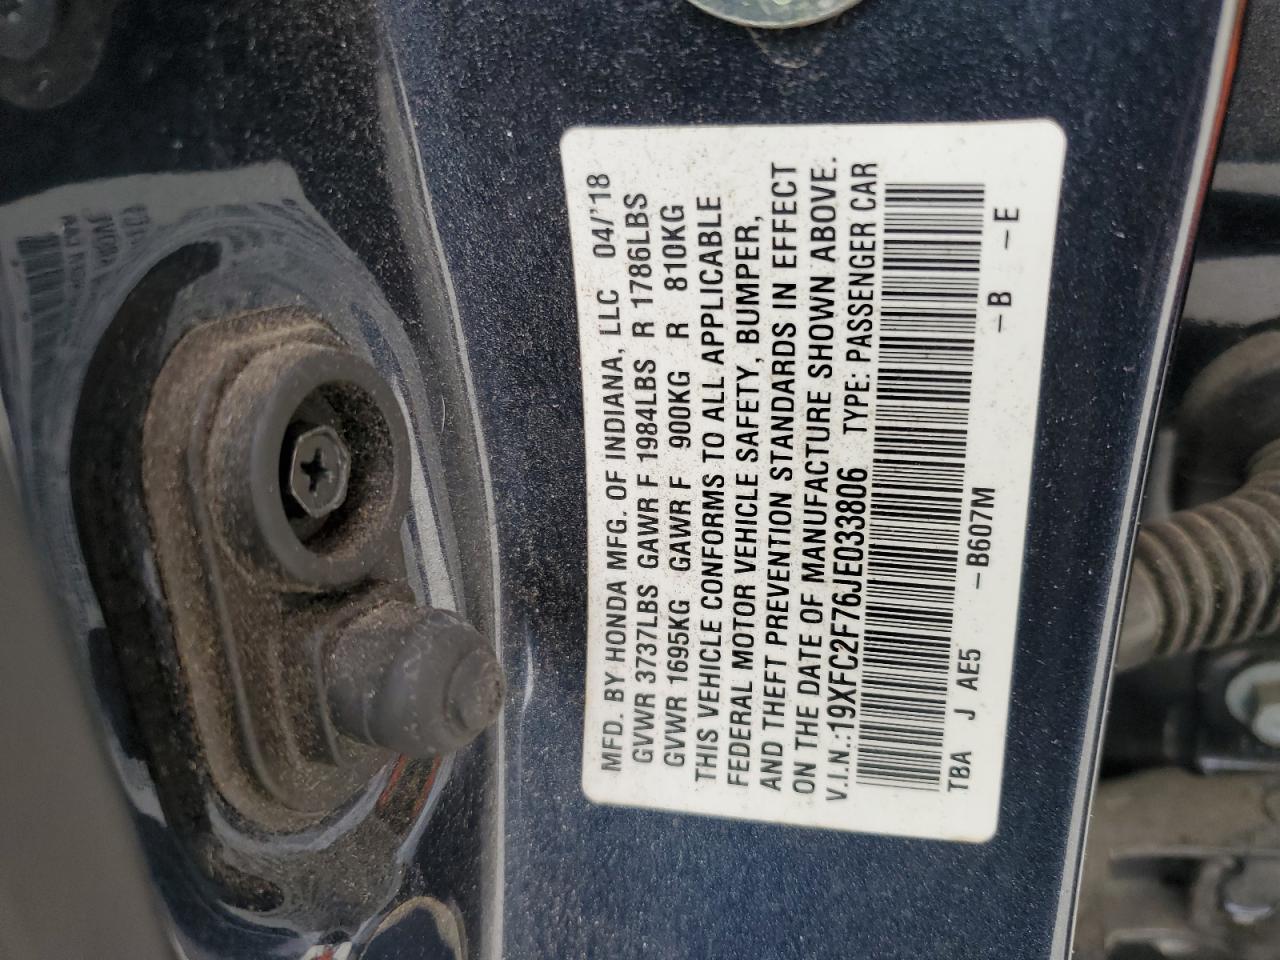 MFD. BY HONDA MFG. OF INDIANA, LLC 04/'18
GVWR 3737LBS GAWR F 1984LBS R 1786LBS
GVWR 1695KG GAWR F 900KG R 810KG
THIS VEHICLE CONFORMS TO ALL APPLICABLE
FEDERAL MOTOR VEHICLE SAFETY, BUMPER,
AND THEFT PREVENTION STANDARDS IN EFFECT
ON THE DATE OF MANUFACTURE SHOWN ABOVE.
V.I.N.:19XFC2F76JE033806 TYPE: PASSENGER CAR
TBA J AE5 -B607M -B -E